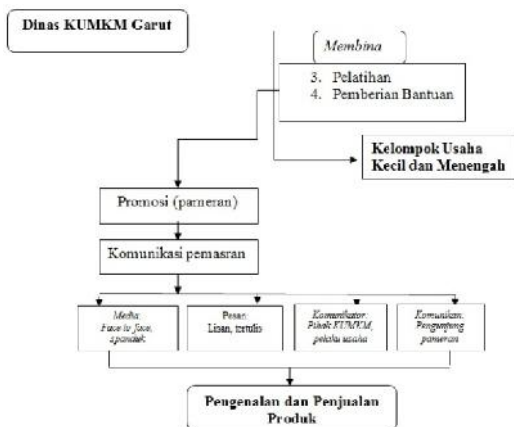 Dinas KUMKM Garut
Membina
3. Pelatihan
4. Pemberian Bantuan
Kelompok Usaha
Kecil dan Menengah
Promosi (pameran)
Komunikasi pemasran
Media:
Face to face,
spanduk
Pesan:
Lisan, tertulis
Komunikator:
Pihak KUMKM,
pelaku usaha
Komunikan:
Pengunjung
pameran
Pengenalan dan Penjualan
Produk